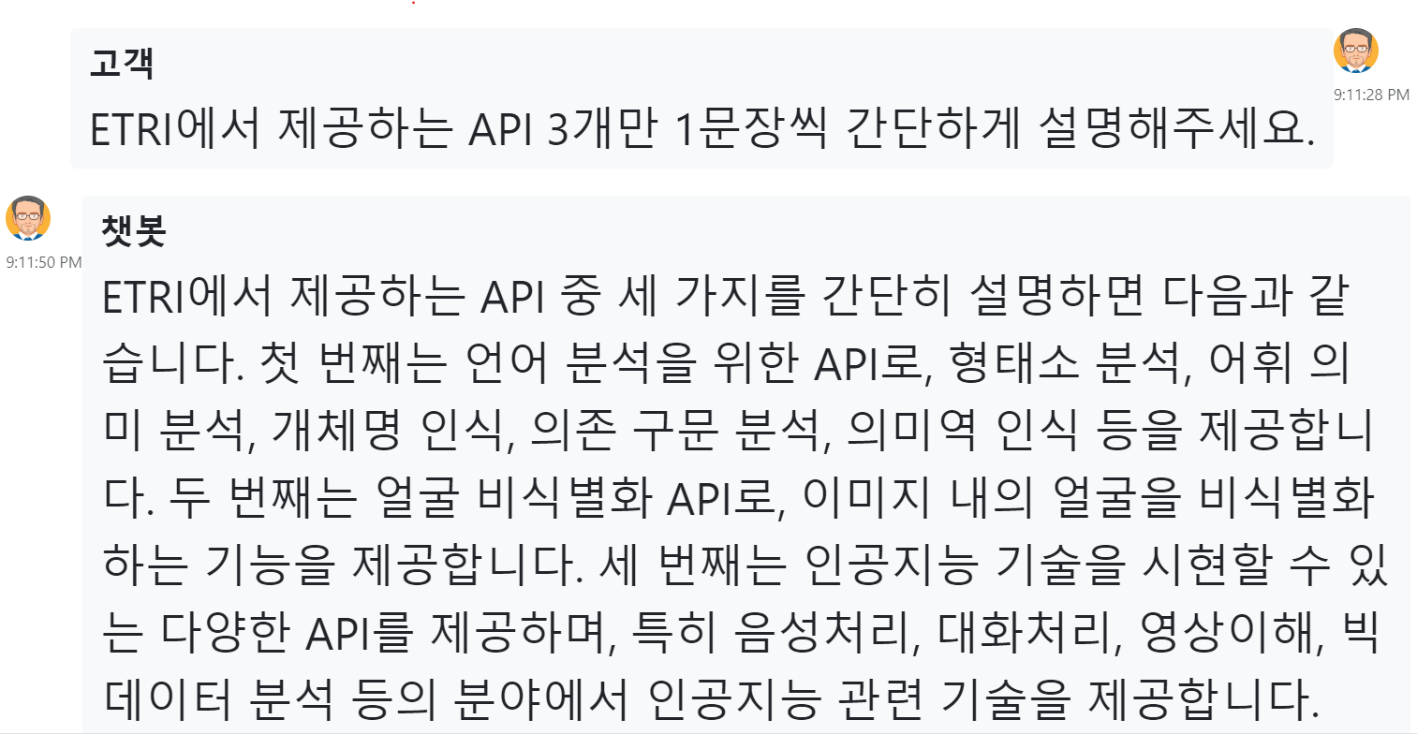 고객
ETRI에서 제공하는 API 3개만 1문장씩 간단하게 설명해주세요.
9:11:28 PM
챗봇
9:11:50 PM
ETRI에서 제공하는 API 중 세 가지를 간단히 설명하면 다음과 같
습니다. 첫 번째는 언어 분석을 위한 API로, 형태소 분석, 어휘 의
미 분석, 개체명 인식, 의존 구문 분석, 의미역 인식 등을 제공합니
다. 두 번째는 얼굴 비식별화 API로, 이미지 내의 얼굴을 비식별화
하는 기능을 제공합니다. 세 번째는 인공지능 기술을 시현할 수 있
는 다양한 API를 제공하며, 특히 음성처리, 대화처리, 영상이해, 빅
데이터 분석 등의 분야에서 인공지능 관련 기술을 제공합니다.